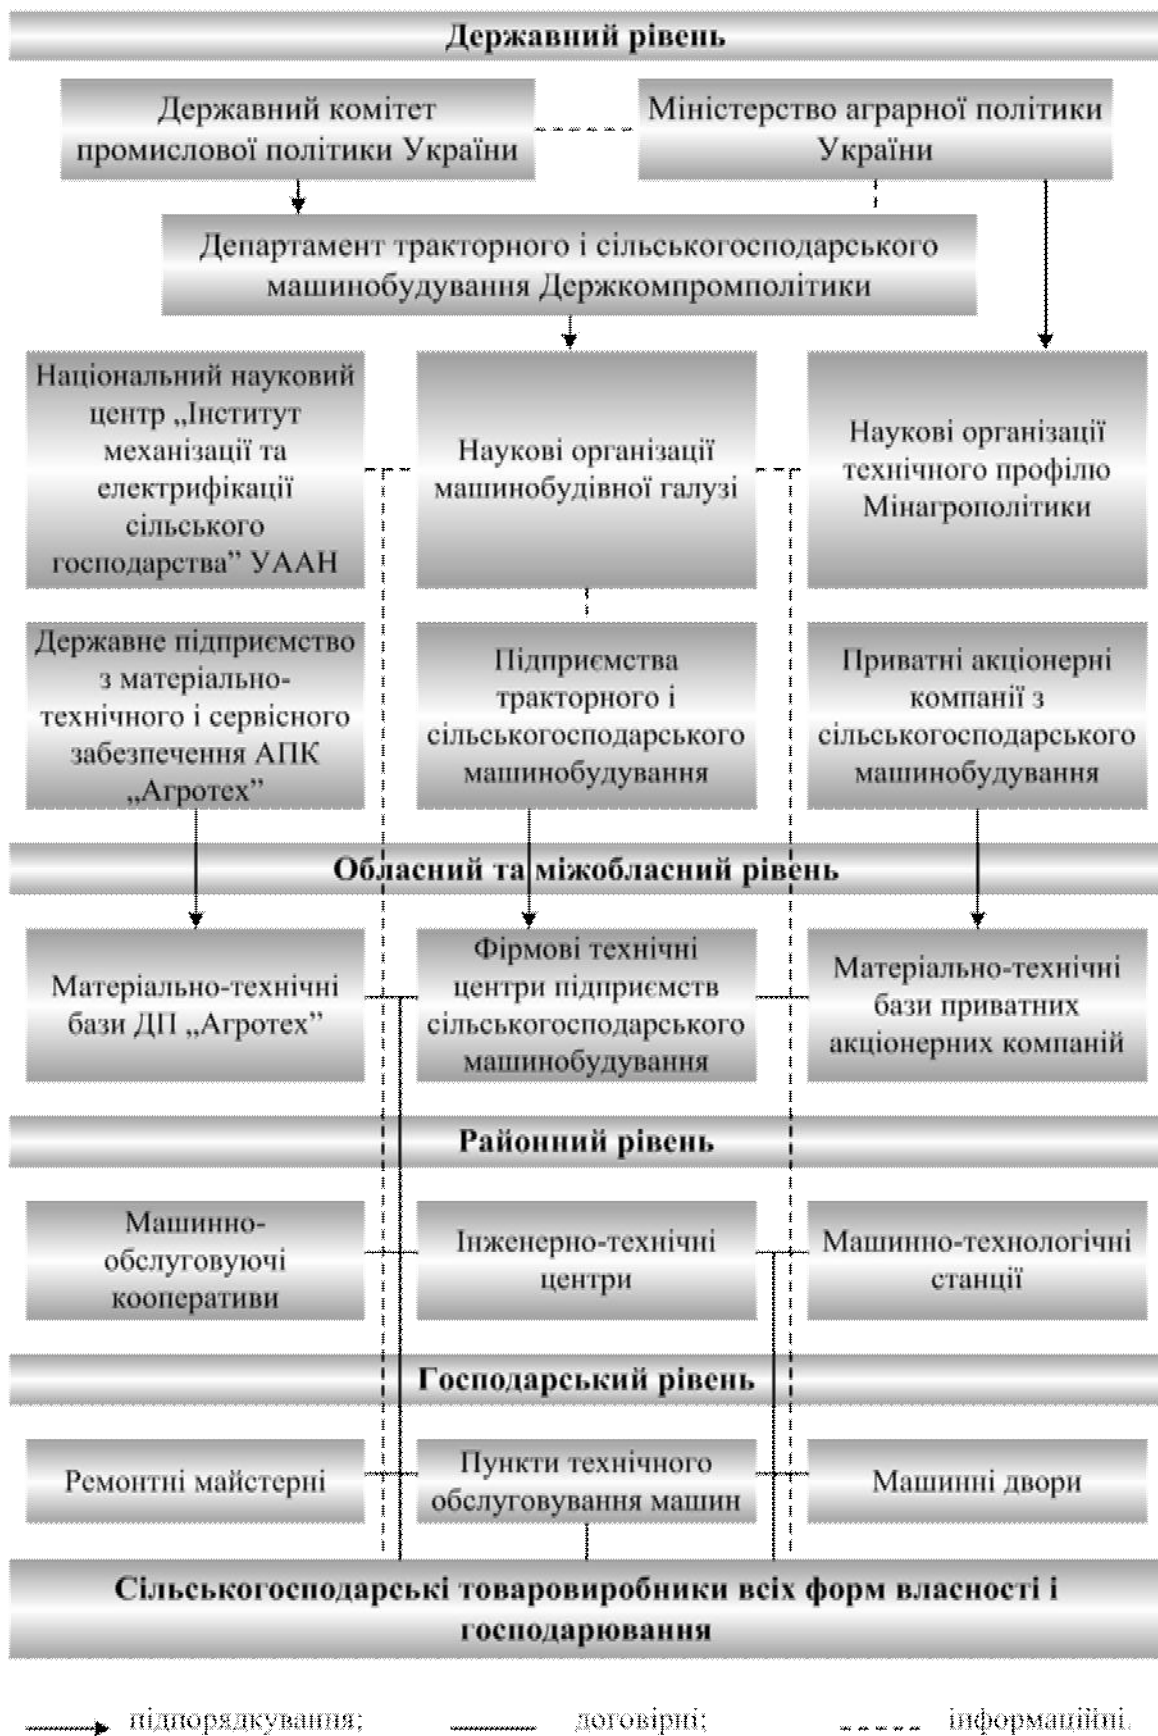 Державний рівень
Державний комітет
промислової політики України
Міністерство аграрної політики
України
Департамент тракторного і сільськогосподарського
машинобудування Держкомпромполітики
Національний науковий
центр „Інститут
механізації та
електрифікації
сільського
господарства” УААН
Наукові організації
машинобудівної галузі
Наукові організації
технічного профілю
Мінагрополітики
Державне підприємство
з матеріально-
технічного і сервісного
забезпечення АПК
„Агротех”
Підприємства
тракторного і
сільськогосподарського
машинобудування
Приватні акціонерні
компанії з
сільськогосподарського
машинобудування
Обласний та міжобласний рівень
Матеріально-технічні
бази ДП „Агротех”
Фірмові технічні
центри підприємств
сільськогосподарського
машинобудування
Матеріально-технічні
бази приватних
акціонерних компаній
Районний рівень
Машинно-
обслуговуючі
кооперативи
Інженерно-технічні
центри
Машинно-технологічні
станції
Господарський рівень
Ремонтні майстерні
Пункти технічного
обслуговування машин
Машинні двори
Сільськогосподарські товаровиробники всіх форм власності і
господарювання
підпорядкування; договірні; інформаційні.